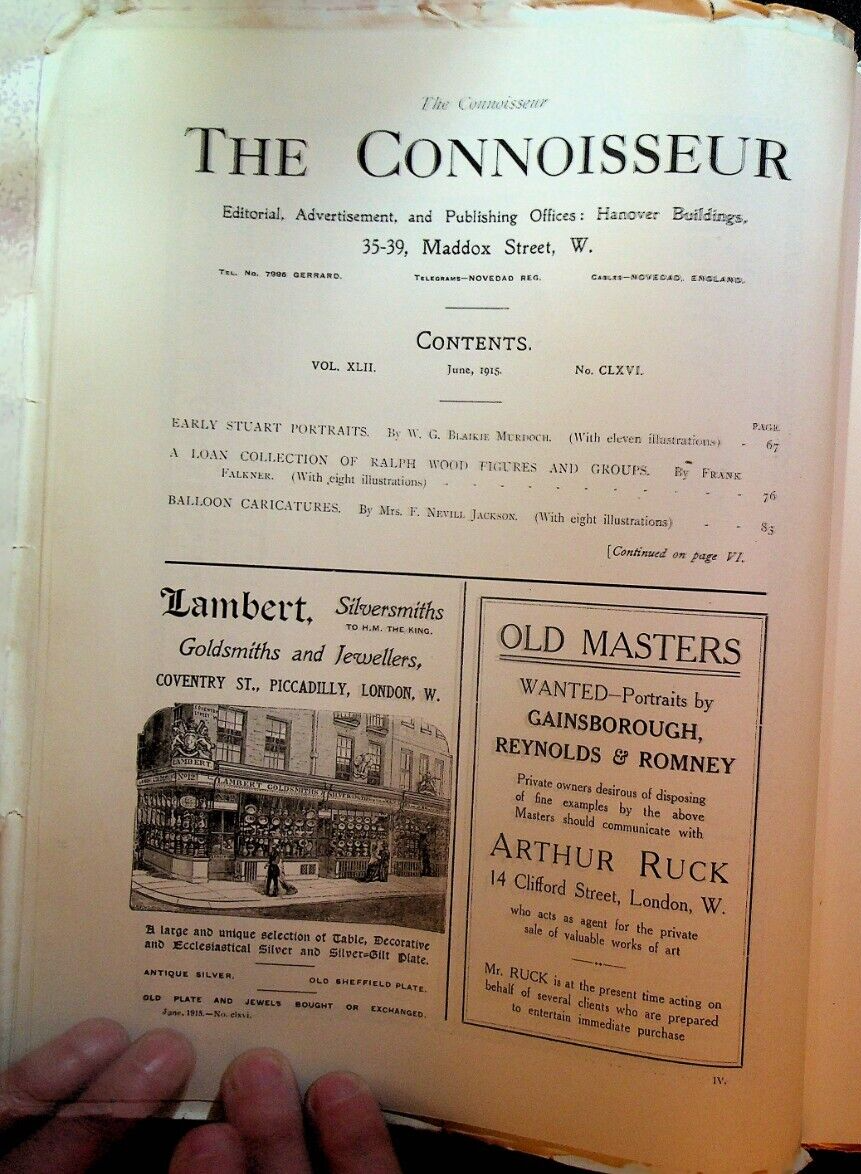 The Connoisseur
THE CONNOISSEUR
Editorial, Advertisement, and Publishing Offices: Hanover Buildings,
35-39, Maddox Street, W.
TEL. No. 7995 GERRARD. TELEGRAMS—NOVEDAD REG. CABLES—NOVEDAD, ENGLAND.
CONTENTS.
VOL. XLII. June, 1915. No. CLXVI.
PAGE
EARLY STUART PORTRAITS. By W. G. BLAIKIE MURDOCH. (With eleven illustrations) - 67
A LOAN COLLECTION OF RALPH WOOD FIGURES AND GROUPS. By FRANK
FALKNER. (With eight illustrations) - - - - - - - - - 76
BALLOON CARICATURES. By MRS. F. NEVILL JACKSON. (With eight illustrations) - - 83
[Continued on page VI.
Lambert, Silversmiths
TO H.M. THE KING.
Goldsmiths and Jewellers,
COVENTRY ST., PICCADILLY, LONDON, W.
COVENTRY
STREET W
LAMBERT
No 12
LAMBERT GOLDSMITHS
A large and unique selection of Table, Decorative
and Ecclesiastical Silver and Silver=Gilt Plate.
ANTIQUE SILVER. OLD SHEFFIELD PLATE.
OLD PLATE AND JEWELS BOUGHT OR EXCHANGED.
June, 1915.—No. clxvi.
OLD MASTERS
WANTED—Portraits by
GAINSBOROUGH,
REYNOLDS & ROMNEY
Private owners desirous of disposing
of fine examples by the above
Masters should communicate with
ARTHUR RUCK
14 Clifford Street, London, W.
who acts as agent for the private
sale of valuable works of art
Mr. RUCK is at the present time acting on
behalf of several clients who are prepared
to entertain immediate purchase
IV.